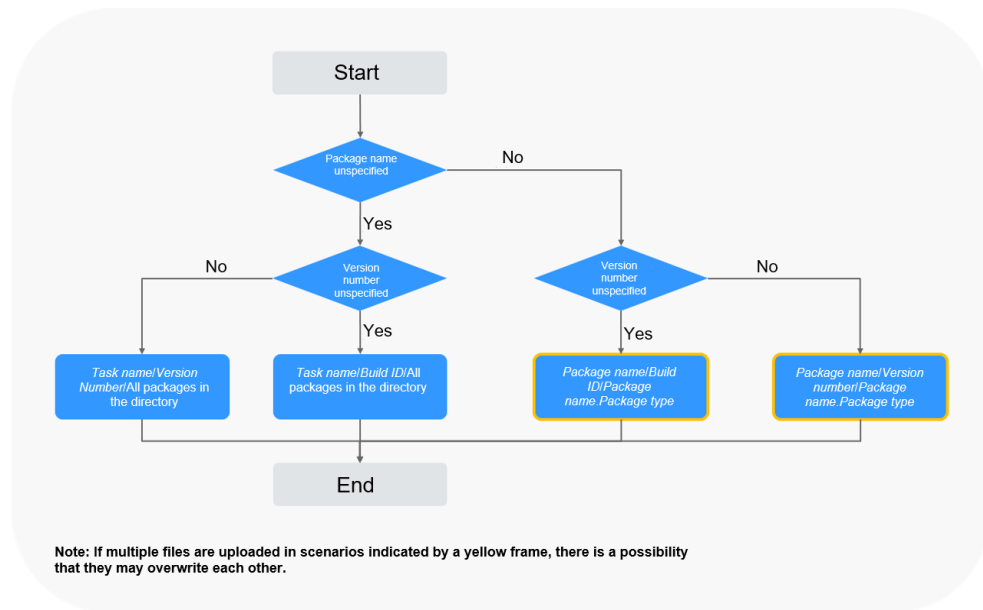 Start
Package name
unspecified
No
Yes
Version
number
unspecified
No
Yes
Version
number
unspecified
No
Yes
Task name/Version
Number/All packages in
the directory
Task name/Build ID/All
packages in the directory
Package name/Build
ID/Package
name.Package type
Package name/Version
number/Package
name.Package type
End
Note: If multiple files are uploaded in scenarios indicated by a yellow frame, there is a possibility
that they may overwrite each other.